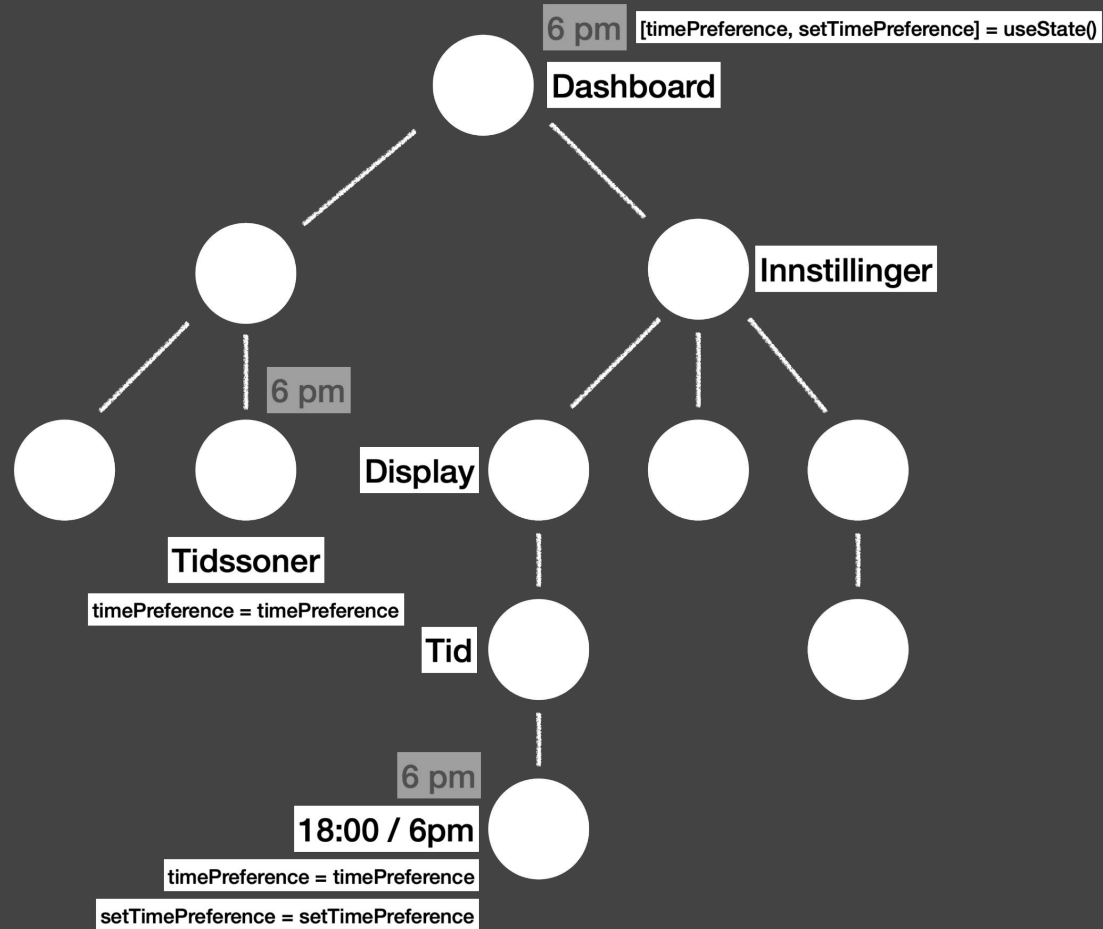 6 pm
[timePreference, setTimePreference] = useState()
Dashboard
Innstillinger
6 pm
Display
Tidssoner
timePreference = timePreference
Tid
6 pm
18:00 / 6pm
timePreference = timePreference
setTimePreference = setTimePreference